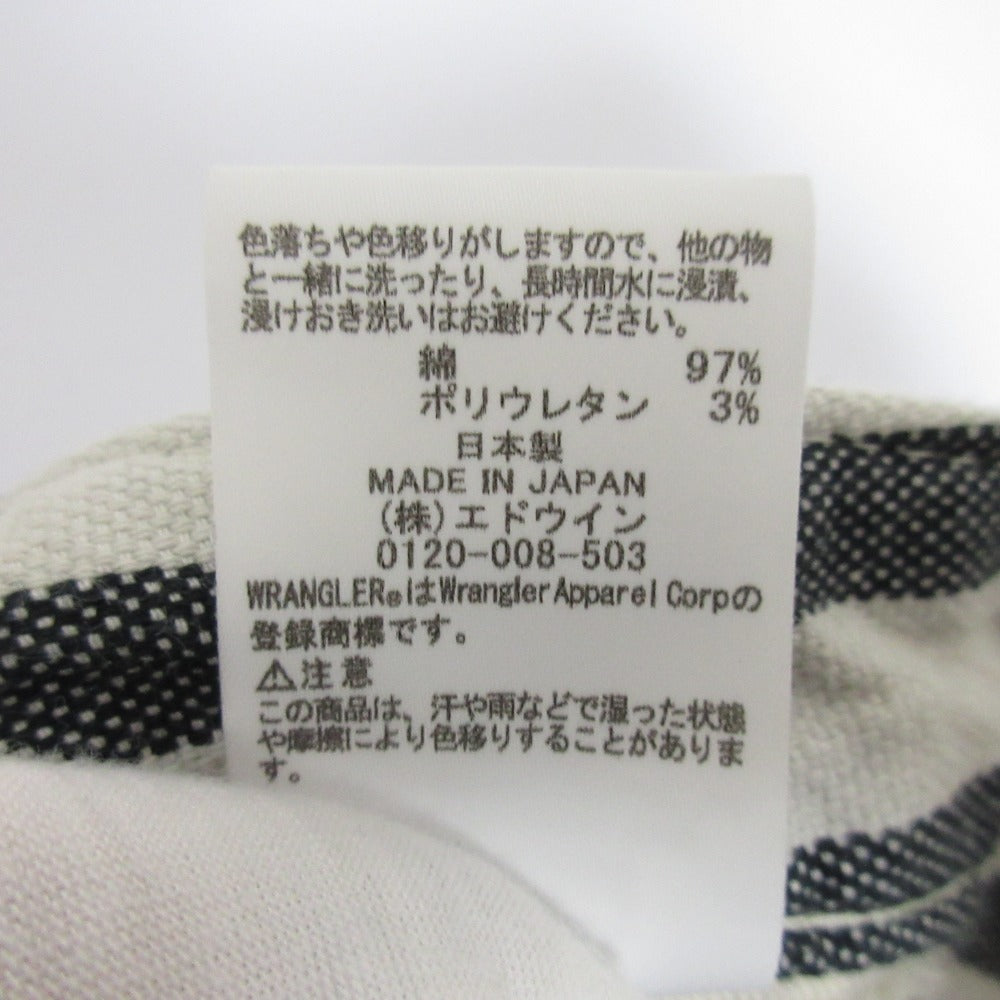 色落ちや色移りがしますので、他の物
と一緒に洗ったり、長時間水に浸漬、
浸けおき洗いはお避けください。
綿 97%
ポリウレタン 3%
日本製
MADE IN JAPAN
(株)エドウイン
0120-008-503
WRANGLER®はWrangler Apparel Corpの
登録商標です。
⚠注意
この商品は、汗や雨などで湿った状態
や摩擦により色移りすることがありま
す。